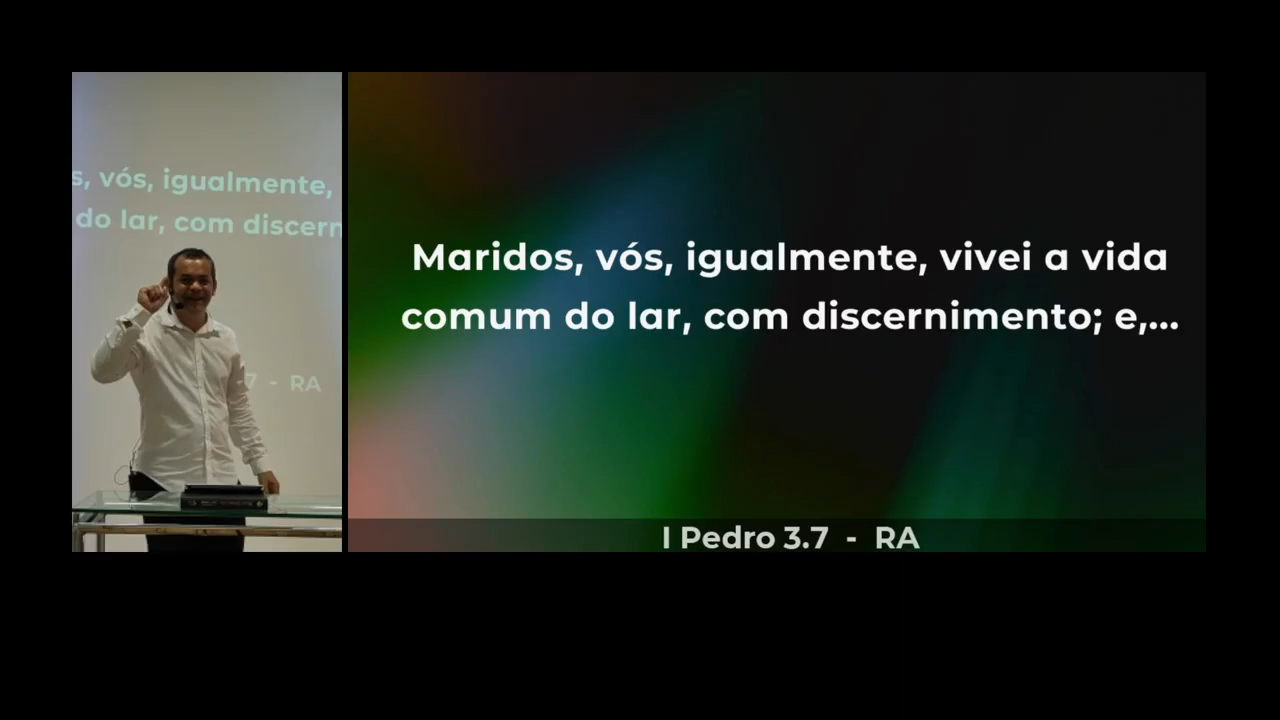 s, vós, igualmente,
do lar, com discern
7 - RA
Maridos, vós, igualmente, vivei a vida
comum do lar, com discernimento; e,...
I Pedro 3.7 - RA